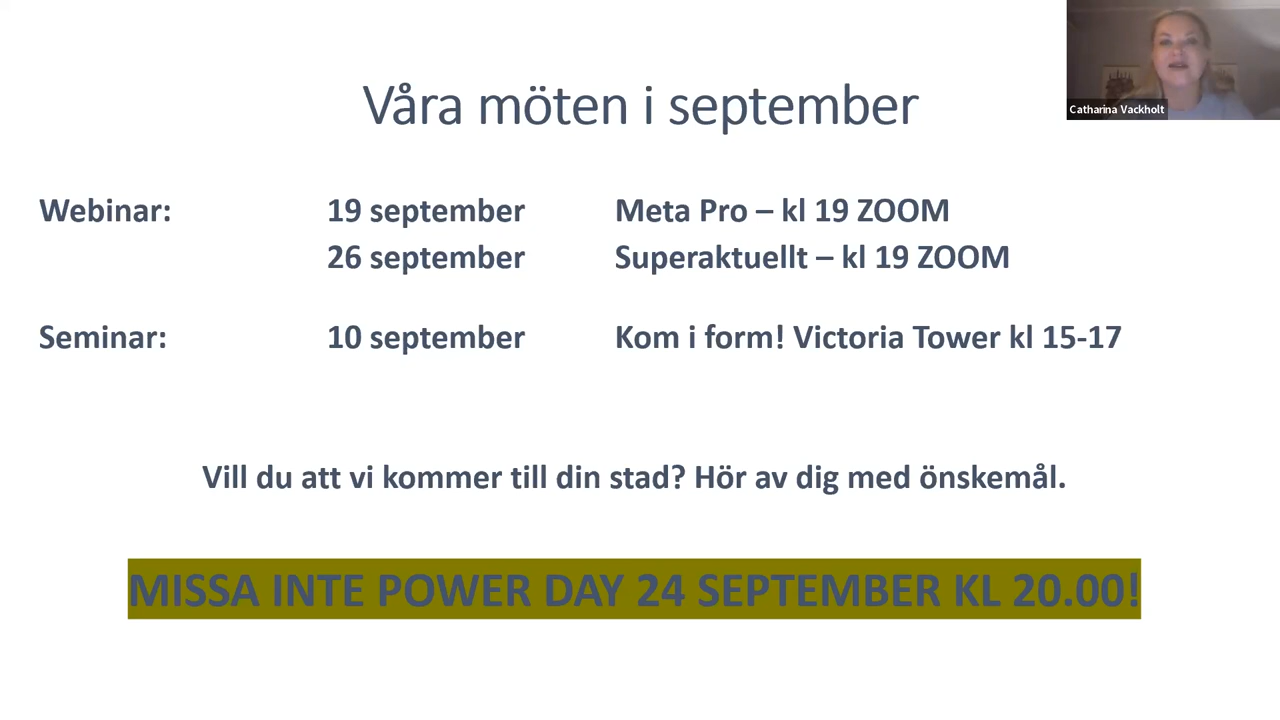 Våra möten i september
Catharina Vackholt
Webinar: 19 september Meta Pro – kl 19 ZOOM
26 september Superaktuellt – kl 19 ZOOM
Seminar: 10 september Kom i form! Victoria Tower kl 15-17
Vill du att vi kommer till din stad? Hör av dig med önskemål.
MISSA INTE POWER DAY 24 SEPTEMBER KL 20.00!